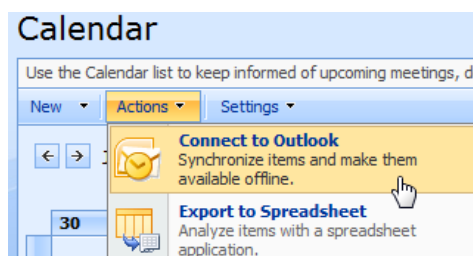 Calendar
Use the Calendar list to keep informed of upcoming meetings, d
New Actions Settings
Connect to Outlook
Synchronize items and make them
available offline.
30
Export to Spreadsheet
Analyze items with a spreadsheet
application.